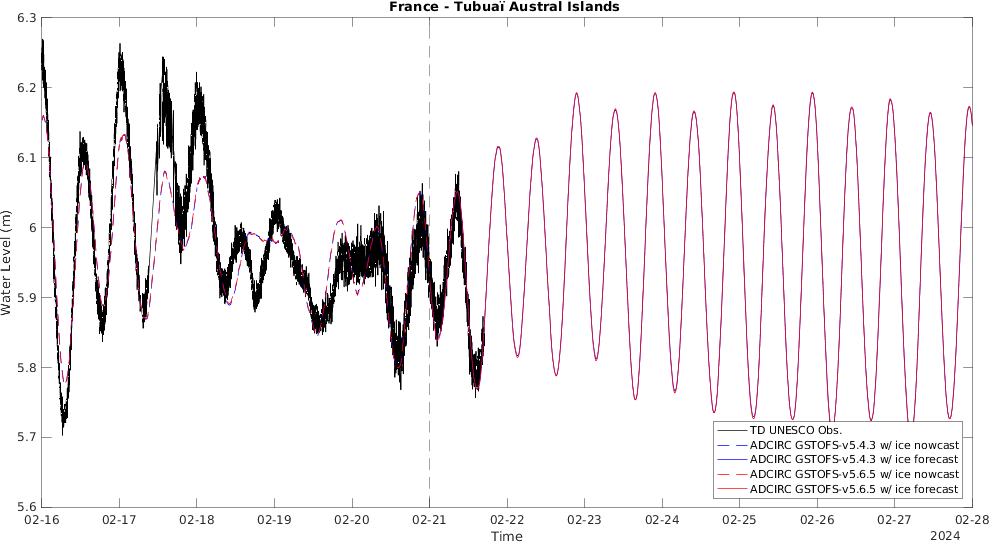 France - Tubuaï Austral Islands
Water Level (m)
6.3
6.2
6.1
6
5.9
5.8
5.7
5.6
TD UNESCO Obs.
ADCIRC GSTOFS-v5.4.3 w/ ice nowcast
ADCIRC GSTOFS-v5.4.3 w/ ice forecast
ADCIRC GSTOFS-v5.6.5 w/ ice nowcast
ADCIRC GSTOFS-v5.6.5 w/ ice forecast
02-16 02-17 02-18 02-19 02-20 02-21 02-22 02-23 02-24 02-25 02-26 02-27 02-28
Time
2024